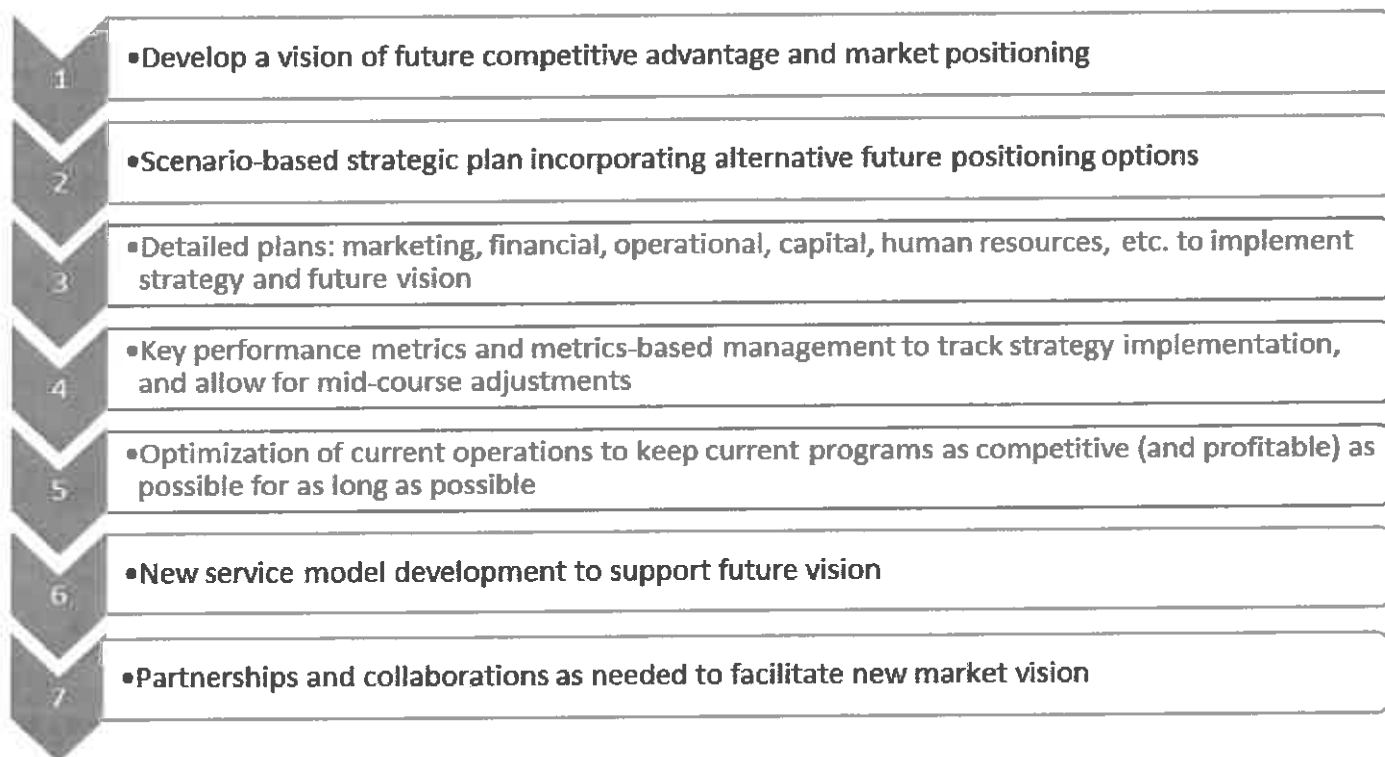 1
•Develop a vision of future competitive advantage and market positioning
2
•Scenario-based strategic plan incorporating alternative future positioning options
3
•Detailed plans: marketing, financial, operational, capital, human resources, etc. to implement
strategy and future vision
4
•Key performance metrics and metrics-based management to track strategy implementation,
and allow for mid-course adjustments
5
•Optimization of current operations to keep current programs as competitive (and profitable) as
possible for as long as possible
6
•New service model development to support future vision
7
•Partnerships and collaborations as needed to facilitate new market vision